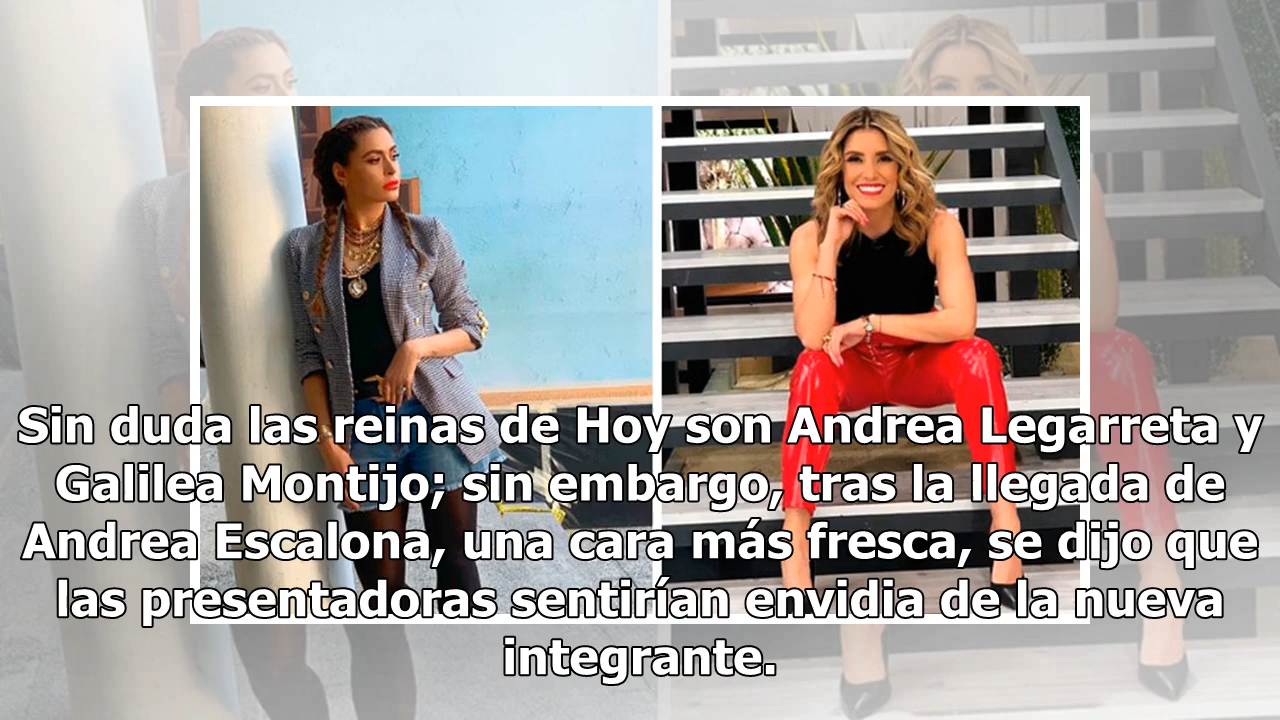 Sin duda las reinas de Hoy son Andrea Legarreta y
Galilea Montijo; sin embargo, tras la llegada de
Andrea Escalona, una cara más fresca, se dijo que
las presentadoras sentirían envidia de la nueva
integrante.